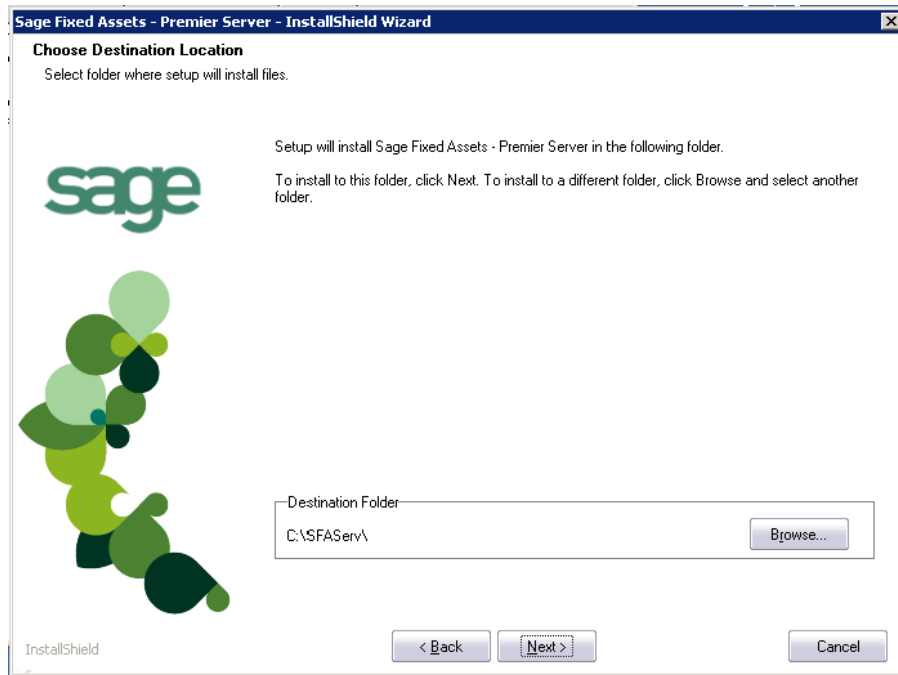 Sage Fixed Assets - Premier Server - InstallShield Wizard
Choose Destination Location
Select folder where setup will install files.
Setup will install Sage Fixed Assets - Premier Server in the following folder.
To install to this folder, click Next. To install to a different folder, click Browse and select another
folder.
sage
Destination Folder
C:\SFAServ\
Browse...
InstallShield
< Back
Next >
Cancel